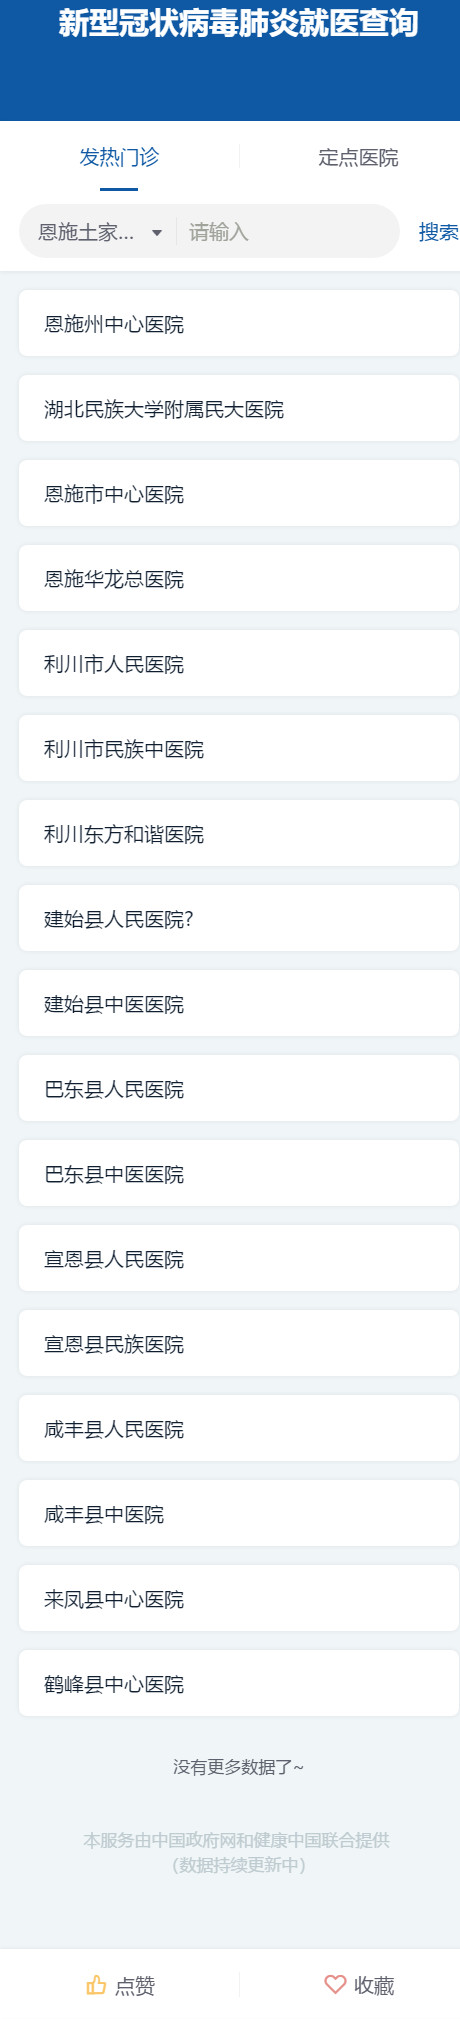 新型冠状病毒肺炎就医查询
发热门诊
定点医院
恩施土家...
请输入
搜索
恩施州中心医院
湖北民族大学附属民大医院
恩施市中心医院
恩施华龙总医院
利川市人民医院
利川市民族中医院
利川东方和谐医院
建始县人民医院?
建始县中医医院
巴东县人民医院
巴东县中医医院
宣恩县人民医院
宣恩县民族医院
咸丰县人民医院
咸丰县中医院
来凤县中心医院
鹤峰县中心医院
没有更多数据了~
本服务由中国政府网和健康中国联合提供
（数据持续更新中）
点赞
收藏